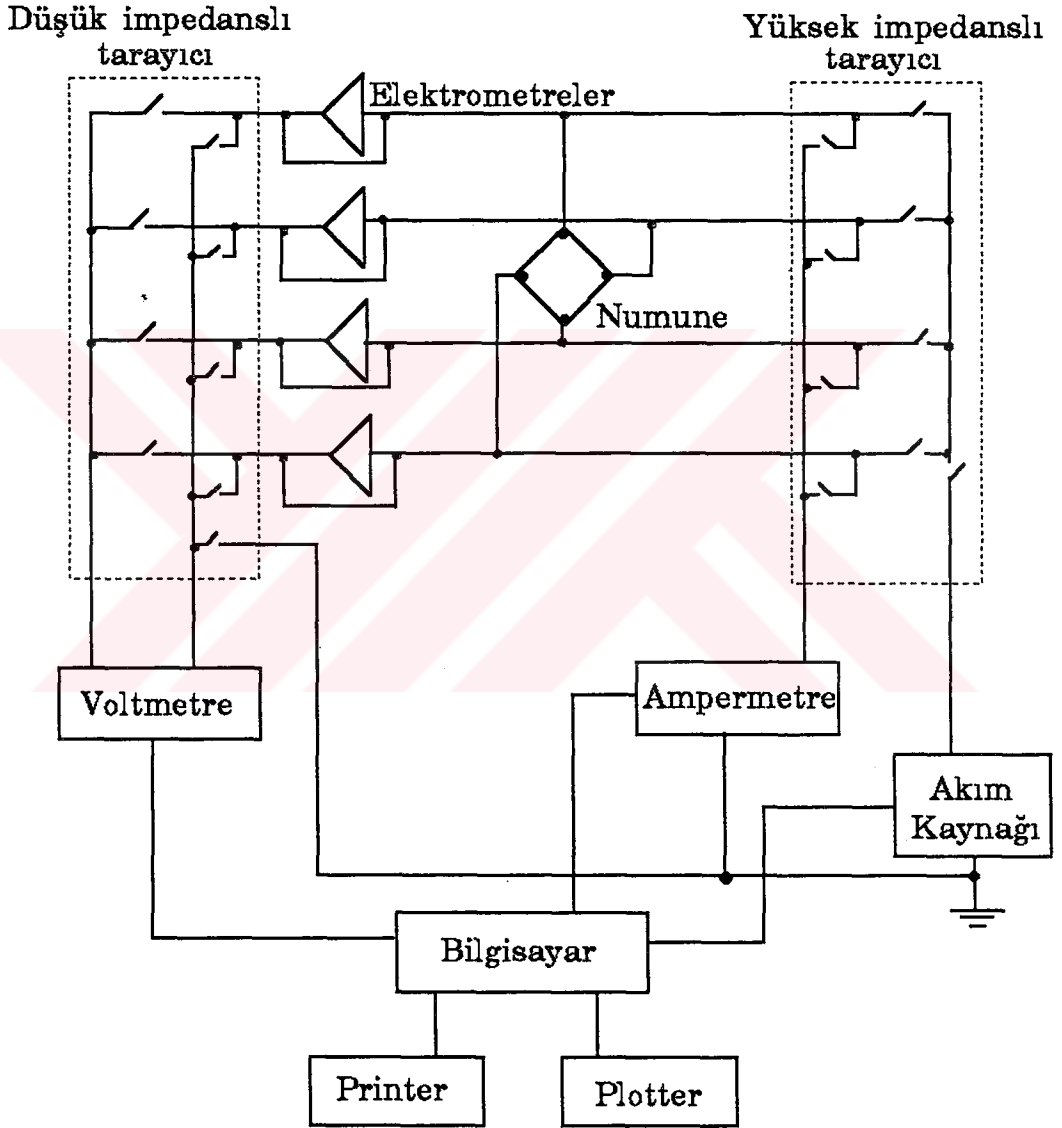 Düşük impedanslı
tarayıcı
Yüksek impedanslı
tarayıcı
Elektrometreler
Numune
Voltmetre
Ampermetre
Akım
Kaynağı
Bilgisayar
Printer
Plotter